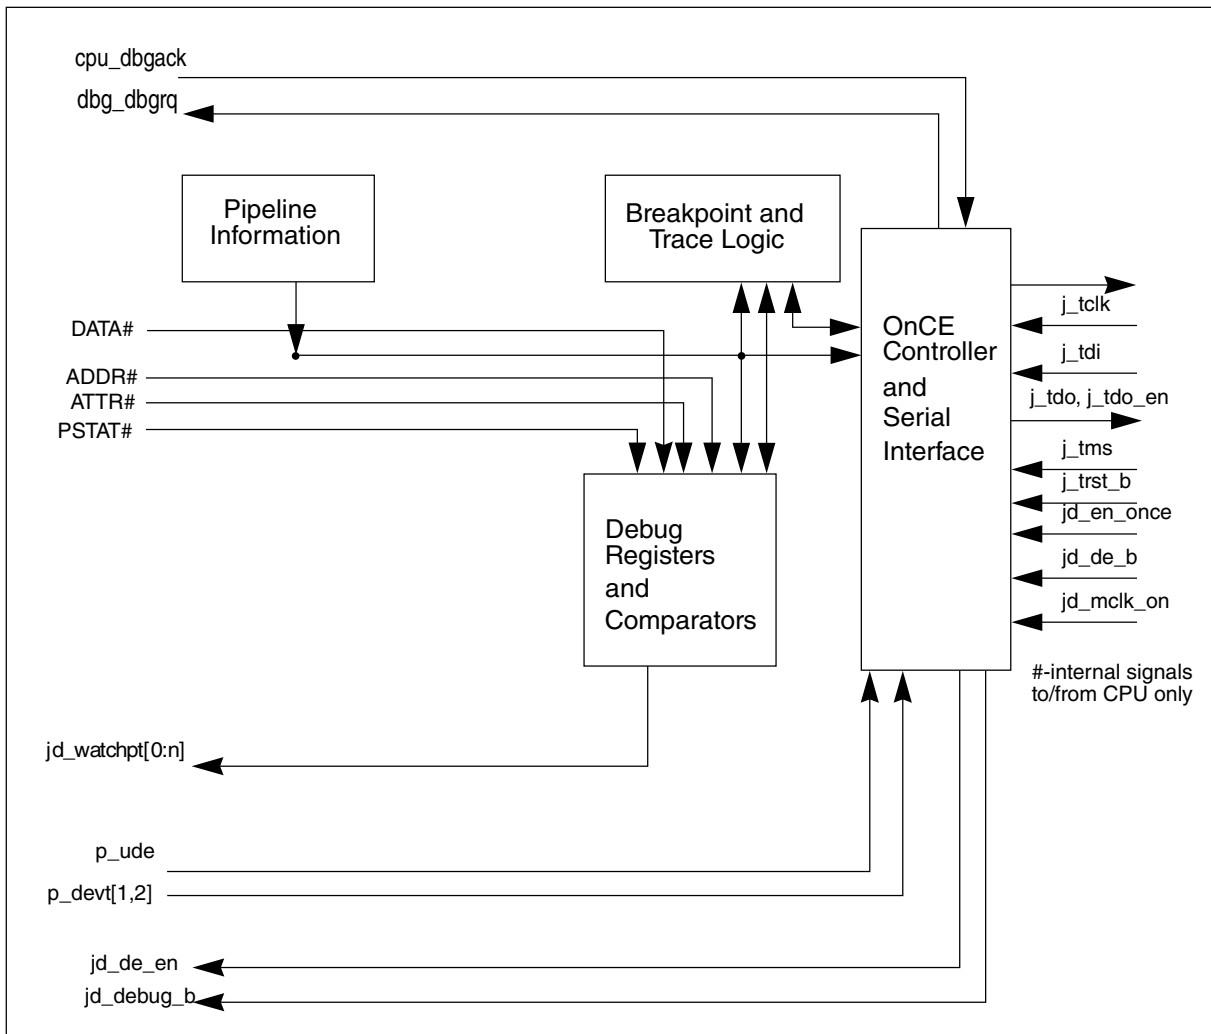 cpu_dbgack
dbg_dbgrq
Pipeline
Information
Breakpoint and
Trace Logic
DATA#
ADDR#
ATTR#
PSTAT#
OnCE
Controller
and
Serial
Interface
j_tclk
j_tdi
j_tdo, j_tdo_en
j_tms
j_trst_b
jd_en_once
jd_de_b
jd_mclk_on
Debug
Registers
and
Comparators
#-internal signals
to/from CPU only
jd_watchpt[0:n]
p_ude
p_devt[1,2]
jd_de_en
jd_debug_b